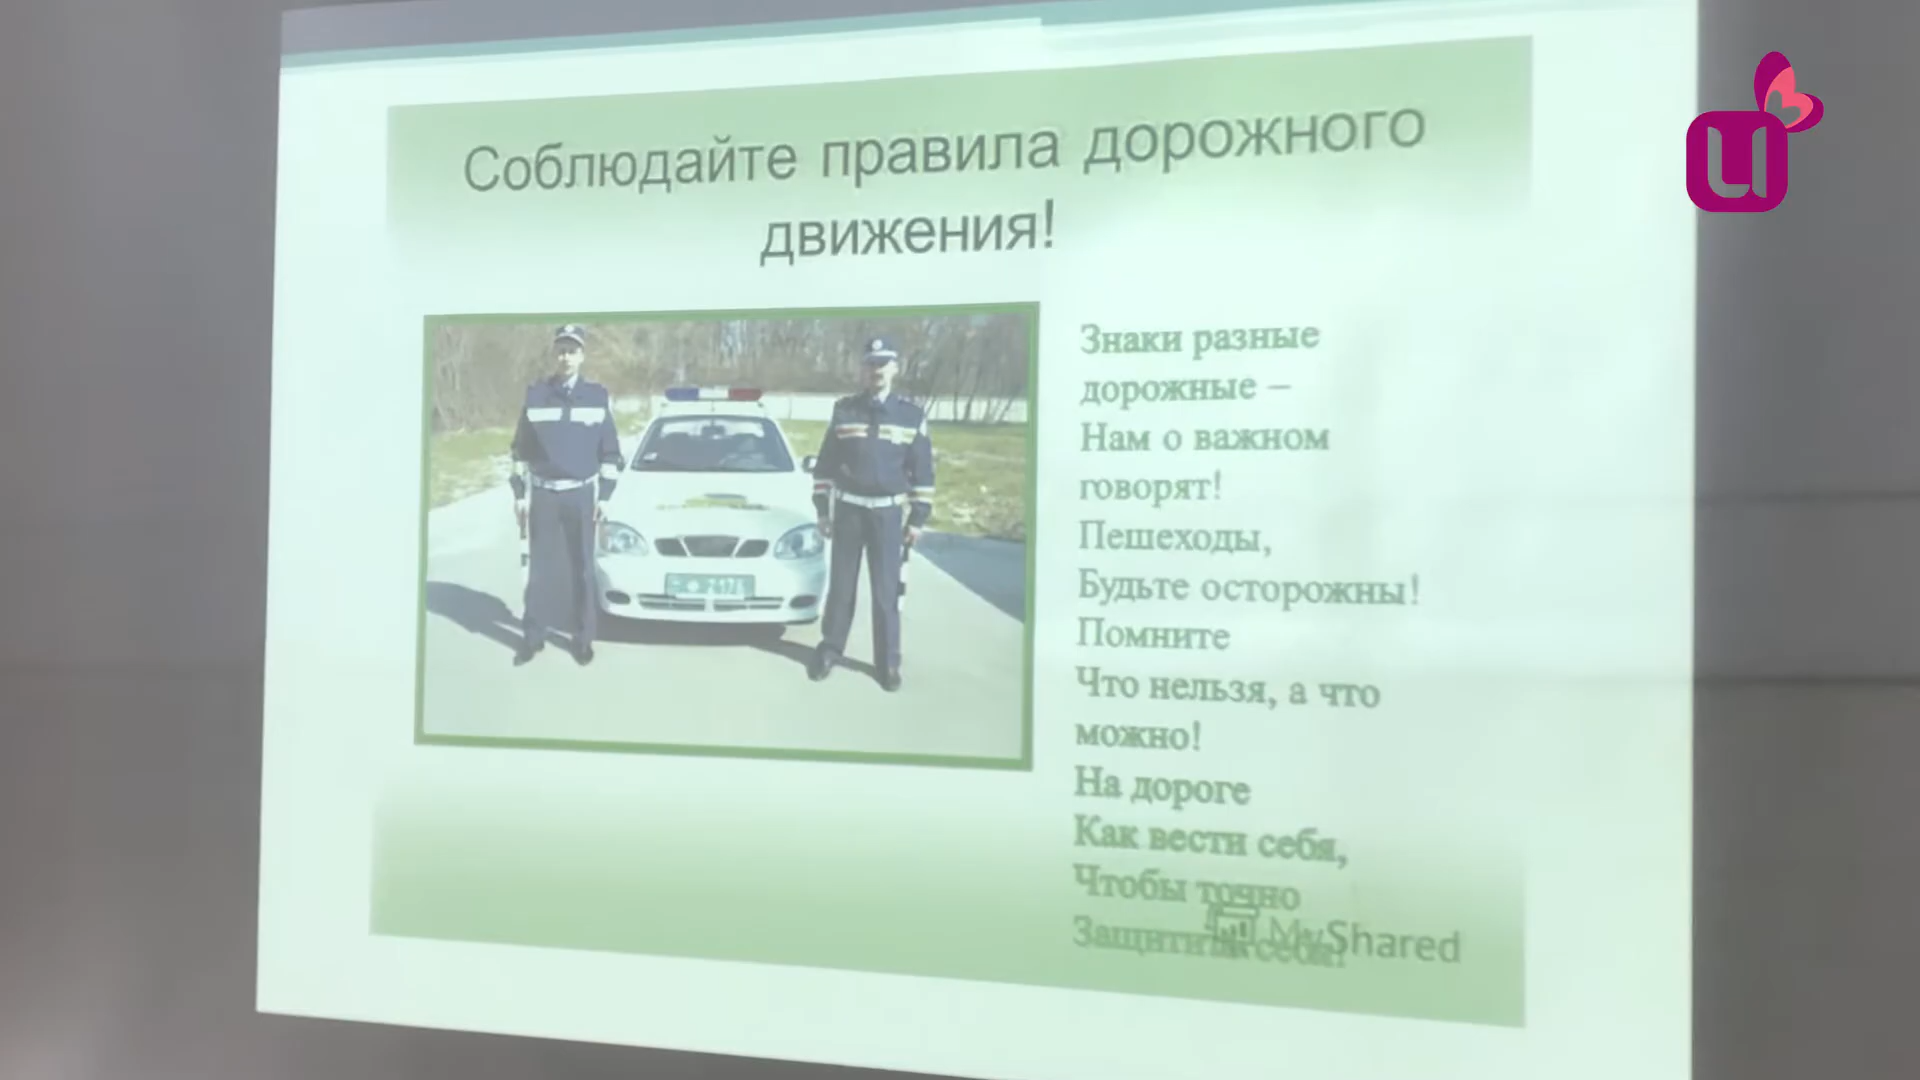 Соблюдайте правила дорожного
движения!
Знаки разные
дорожные –
Нам о важном
говорят!
Пешеходы,
Будьте осторожны!
Помните
Что нельзя, а что
можно!
На дороге
Как вести себя,
Чтобы точно
себя!
MyShared